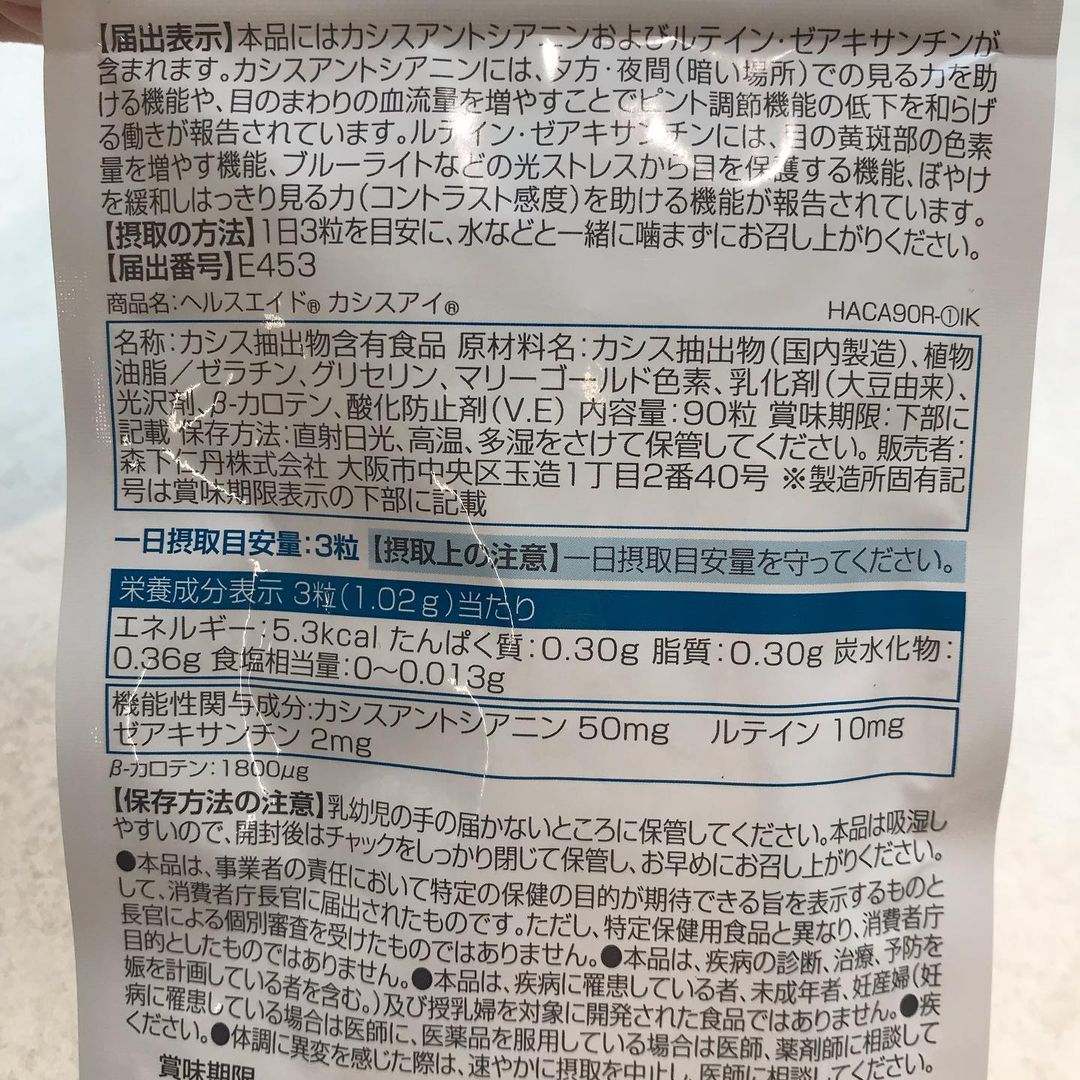 【届出表示】本品にはカシスアントシアニンおよびルテイン・ゼアキサンチンが
含まれます。カシスアントシアニンには、夕方・夜間(暗い場所)での見る力を助
ける機能や、目のまわりの血流量を増やすことでピント調節機能の低下を和らげ
る働きが報告されています。ルテイン・ゼアキサンチンには、目の黄斑部の色素
量を増やす機能、ブルーライトなどの光ストレスから目を保護する機能、ぼやけ
を緩和しはっきり見る力(コントラスト感度)を助ける機能が報告されています。
【摂取の方法】1日3粒を目安に、水などと一緒に噛まずにお召し上がりください。
【届出番号】E453
商品名:ヘルスエイド® カシスアイ® HACA90R-①IK
名称:カシス抽出物含有食品 原材料名:カシス抽出物(国内製造)、植物
油脂/ゼラチン、グリセリン、マリーゴールド色素、乳化剤(大豆由来)、
光沢剤、β-カロテン、酸化防止剤(V.E) 内容量:90粒 賞味期限:下部に
記載 保存方法:直射日光、高温、多湿をさけて保管してください。 販売者:
森下仁丹株式会社 大阪市中央区玉造1丁目2番40号 ※製造所固有記
号は賞味期限表示の下部に記載
一日摂取目安量:3粒【摂取上の注意】一日摂取目安量を守ってください。
栄養成分表示 3粒(1.02g)当たり
エネルギー:5.3kcal たんぱく質:0.30g 脂質:0.30g 炭水化物:
0.36g 食塩相当量:0〜0.013g
機能性関与成分:カシスアントシアニン 50mg ルテイン 10mg
ゼアキサンチン 2mg
β-カロテン:1800μg
【保存方法の注意】乳幼児の手の届かないところに保管してください。本品は吸湿し
やすいので、開封後はチャックをしっかり閉じて保管し、お早めにお召し上がりください。
●本品は、事業者の責任において特定の保健の目的が期待できる旨を表示するものと
して、消費者庁長官に届出されたものです。ただし、特定保健用食品と異なり、消費者庁
長官による個別審査を受けたものではありません。●本品は、疾病の診断、治療、予防を
目的としたものではありません。●本品は、疾病に罹患している者、未成年者、妊産婦(妊
娠を計画している者を含む。)及び授乳婦を対象に開発された食品ではありません。●疾
病に罹患している場合は医師に、医薬品を服用している場合は医師、薬剤師に相談して
ください。●体調に異変を感じた際は、速やかに摂取を中止し、医師に相談してください。
賞味期限